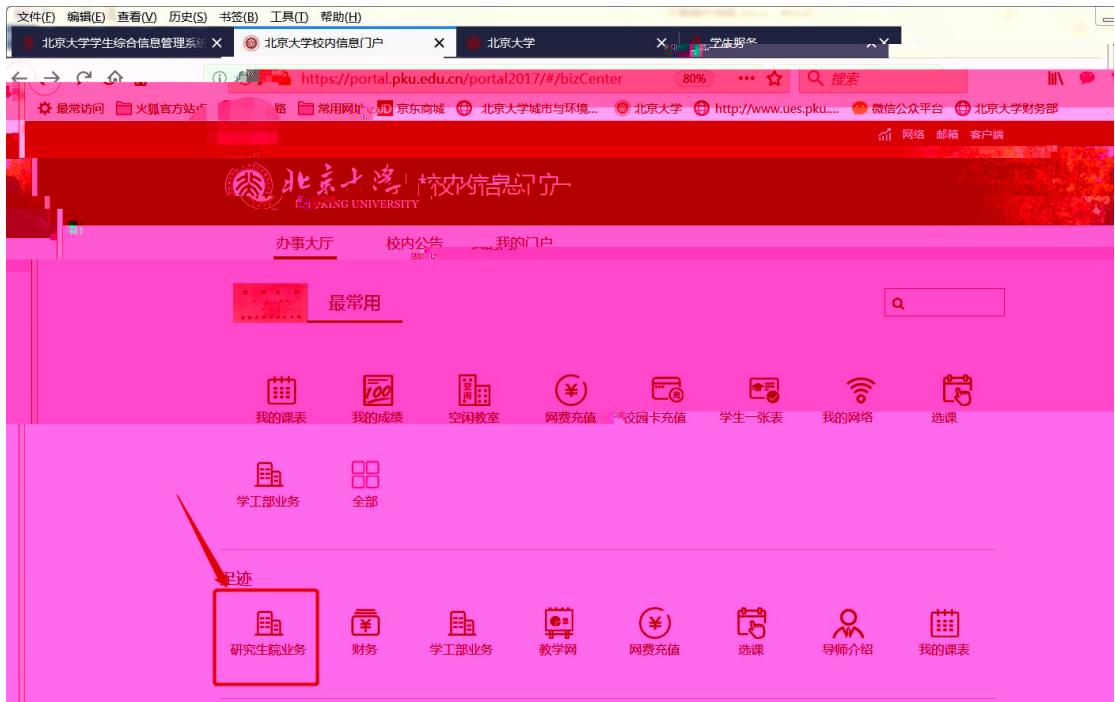 文件(F) 编辑(E) 查看(V) 历史(S) 书签(B) 工具(T) 帮助(H)
北京大学学生综合信息管理系统 北京大学校内信息门户 北京大学
https://portal.pku.edu.cn/portal2017/#/bizCenter 80% 搜索
最常访问 火狐官方站点 常用网址 JD 京东商城 北京大学城市与环境... 北京大学 http://www.ues.pku.... 微信公众平台 北京大学财务部
网络 邮箱 客户端
北京大学 校内信息门户
PEKING UNIVERSITY
办事大厅 校内公告 我的门户
最常用
我的课表 我的成绩 空闲教室 网费充值 校园卡充值 学生一张表 我的网络 选课
学工部业务 全部
足迹
研究生院业务 财务 学工部业务 教学网 网费充值 选课 导师介绍 我的课表